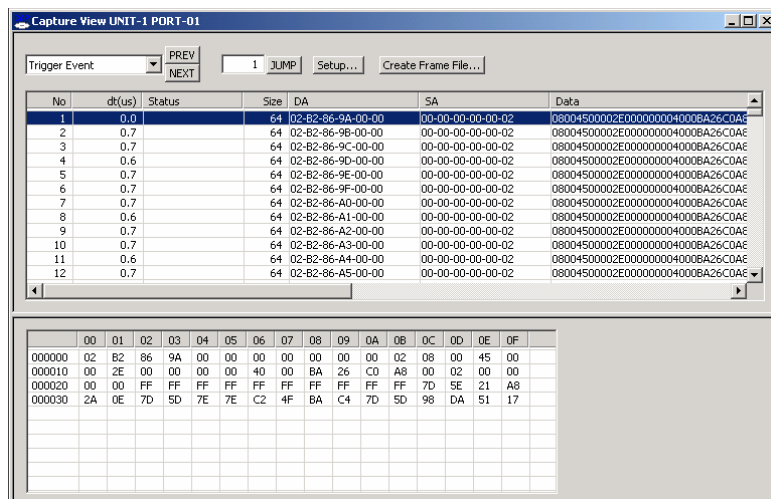 Capture View UNIT-1 PORT-01
Trigger Event PREV NEXT 1 JUMP Setup... Create Frame File...
No dt(us) Status Size DA SA Data
1 0.0 64 02-B2-86-9A-00-00 00-00-00-00-00-02 08004500002E000000004000BA26C0A8
2 0.7 64 02-B2-86-9B-00-00 00-00-00-00-00-02 08004500002E000000004000BA26C0A8
3 0.7 64 02-B2-86-9C-00-00 00-00-00-00-00-02 08004500002E000000004000BA26C0A8
4 0.6 64 02-B2-86-9D-00-00 00-00-00-00-00-02 08004500002E000000004000BA26C0A8
5 0.7 64 02-B2-86-9E-00-00 00-00-00-00-00-02 08004500002E000000004000BA26C0A8
6 0.7 64 02-B2-86-9F-00-00 00-00-00-00-00-02 08004500002E000000004000BA26C0A8
7 0.7 64 02-B2-86-A0-00-00 00-00-00-00-00-02 08004500002E000000004000BA26C0A8
8 0.6 64 02-B2-86-A1-00-00 00-00-00-00-00-02 08004500002E000000004000BA26C0A8
9 0.7 64 02-B2-86-A2-00-00 00-00-00-00-00-02 08004500002E000000004000BA26C0A8
10 0.7 64 02-B2-86-A3-00-00 00-00-00-00-00-02 08004500002E000000004000BA26C0A8
11 0.6 64 02-B2-86-A4-00-00 00-00-00-00-00-02 08004500002E000000004000BA26C0A8
12 0.7 64 02-B2-86-A5-00-00 00-00-00-00-00-02 08004500002E000000004000BA26C0A8
00 01 02 03 04 05 06 07 08 09 0A 0B 0C 0D 0E 0F
000000 02 B2 86 9A 00 00 00 00 00 00 00 02 08 00 45 00
000010 00 2E 00 00 00 00 40 00 BA 26 C0 A8 00 02 00 00
000020 00 00 FF FF FF FF FF FF FF FF FF FF 7D 5E 21 A8
000030 2A 0E 7D 5D 7E 7E C2 4F BA C4 7D 5D 98 DA 51 17